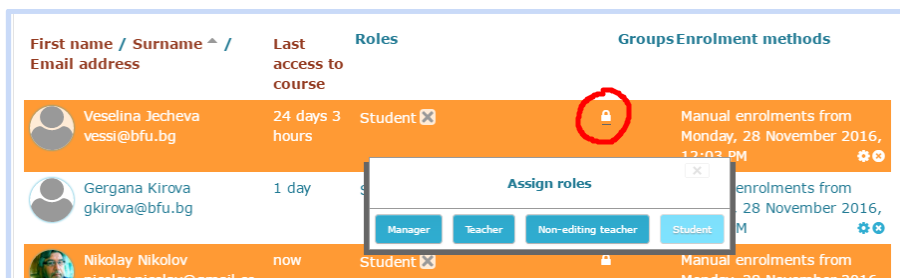 First name / Surname / Last Roles Groups Enrolment methods
Email address access to
course
Veselina Jecheva 24 days 3 Student Manual enrolments from
vessi@bfu.bg hours Monday, 28 November 2016,
12:03 PM
Assign roles
Gergana Kirova 1 day enrolments from
gkirova@bfu.bg 28 November 2016,
Manager Teacher Non-editing teacher Student M
Nikolay Nikolov now Student Manual enrolments from